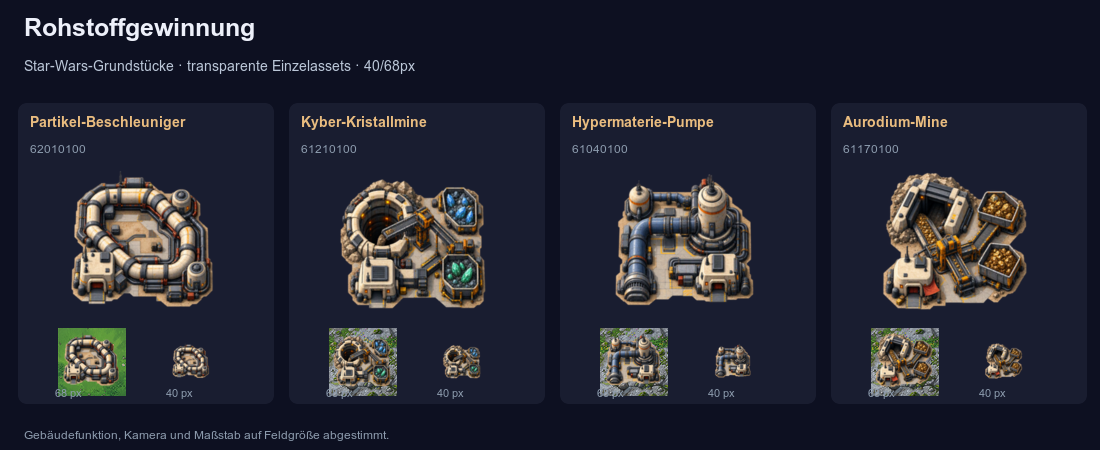 Rohstoffgewinnung
Star-Wars-Grundstücke · transparente Einzelassets · 40/68px
Partikel-Beschleuniger
62010100
68 px
40 px
Kyber-Kristallmine
61210100
68 px
40 px
Hypermaterie-Pumpe
61040100
68 px
40 px
Aurodium-Mine
61170100
68 px
40 px
Gebäudefunktion, Kamera und Maßstab auf Feldgröße abgestimmt.